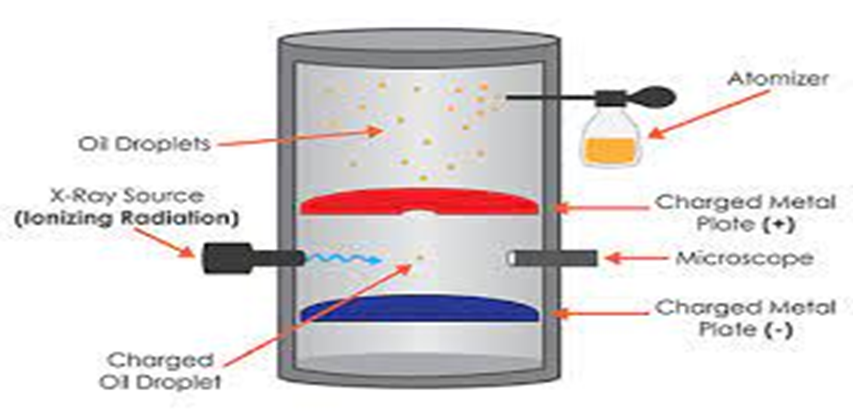 Atomizer
Oil Droplets
X-Ray Source
(Ionizing Radiation)
Charged Metal
Plate (+)
Microscope
Charged Metal
Plate (-)
Charged
Oil Droplet